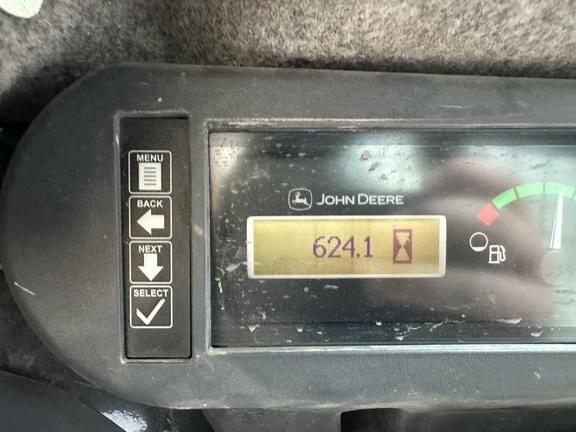 MENU
BACK
NEXT
SELECT
JOHN DEERE
624.1